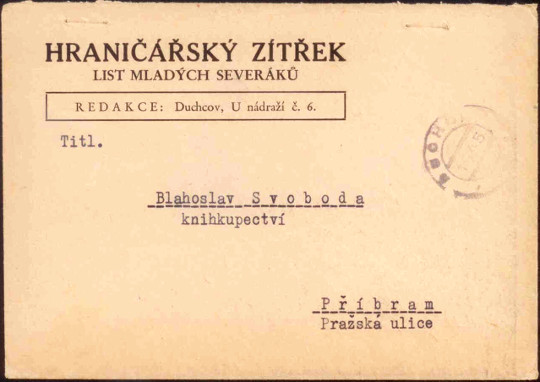 HRANIČÁŘSKÝ ZÍTŘEK
LIST MLADÝCH SEVERÁKŮ
REDAKCE: Duchcov, U nádraží č. 6.
Titl.
Blahoslav Svoboda
knihkupectví
Příbram
Pražská ulice